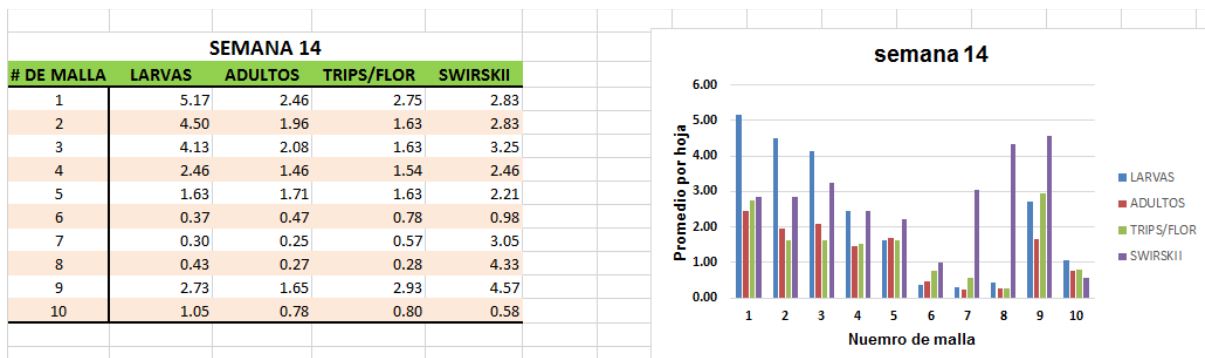 SEMANA 14
# DE MALLA LARVAS ADULTOS TRIPS/FLOR SWIRSKII
1 5.17 2.46 2.75 2.83
2 4.50 1.96 1.63 2.83
3 4.13 2.08 1.63 3.25
4 2.46 1.46 1.54 2.46
5 1.63 1.71 1.63 2.21
6 0.37 0.47 0.78 0.98
7 0.30 0.25 0.57 3.05
8 0.43 0.27 0.28 4.33
9 2.73 1.65 2.93 4.57
10 1.05 0.78 0.80 0.58
semana 14
Promedio por hoja
6.00
5.00
4.00
3.00
2.00
1.00
0.00
1 2 3 4 5 6 7 8 9 10
Nuemro de malla
LARVAS
ADULTOS
TRIPS/FLOR
SWIRSKII